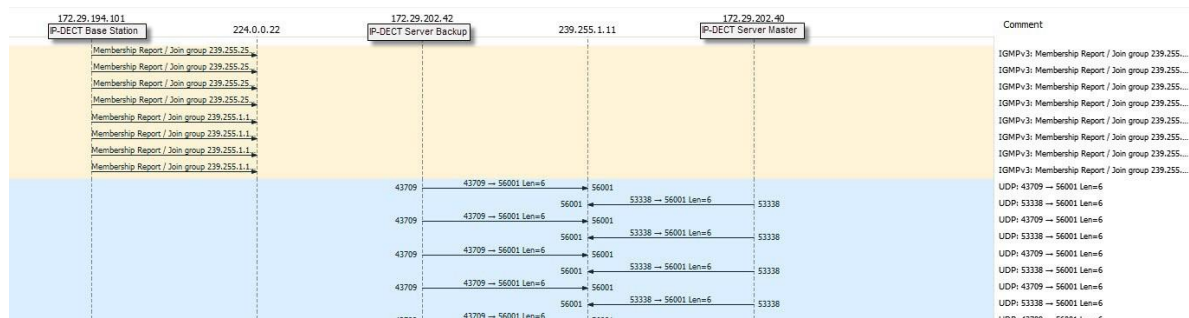 172.29.194.101 172.29.202.42 172.29.202.40
IP-DECT Base Station 224.0.0.22 IP-DECT Server Backup 239.255.1.11 IP-DECT Server Master Comment
Membership Report / Join group 239.255.25... IGMPv3: Membership Report / Join group 239.255....
Membership Report / Join group 239.255.25... IGMPv3: Membership Report / Join group 239.255....
Membership Report / Join group 239.255.25... IGMPv3: Membership Report / Join group 239.255....
Membership Report / Join group 239.255.25... IGMPv3: Membership Report / Join group 239.255....
Membership Report / Join group 239.255.1.1... IGMPv3: Membership Report / Join group 239.255....
Membership Report / Join group 239.255.1.1... IGMPv3: Membership Report / Join group 239.255....
Membership Report / Join group 239.255.1.1... IGMPv3: Membership Report / Join group 239.255....
Membership Report / Join group 239.255.1.1... IGMPv3: Membership Report / Join group 239.255....
43709 43709 → 56001 Len=6 56001 UDP: 43709 → 56001 Len=6
56001 53338 → 56001 Len=6 53338 UDP: 53338 → 56001 Len=6
43709 43709 → 56001 Len=6 56001 UDP: 43709 → 56001 Len=6
56001 53338 → 56001 Len=6 53338 UDP: 53338 → 56001 Len=6
43709 43709 → 56001 Len=6 56001 UDP: 43709 → 56001 Len=6
56001 53338 → 56001 Len=6 53338 UDP: 53338 → 56001 Len=6
43709 43709 → 56001 Len=6 56001 UDP: 43709 → 56001 Len=6
56001 53338 → 56001 Len=6 53338 UDP: 53338 → 56001 Len=6
43709 → 56001 Len=6